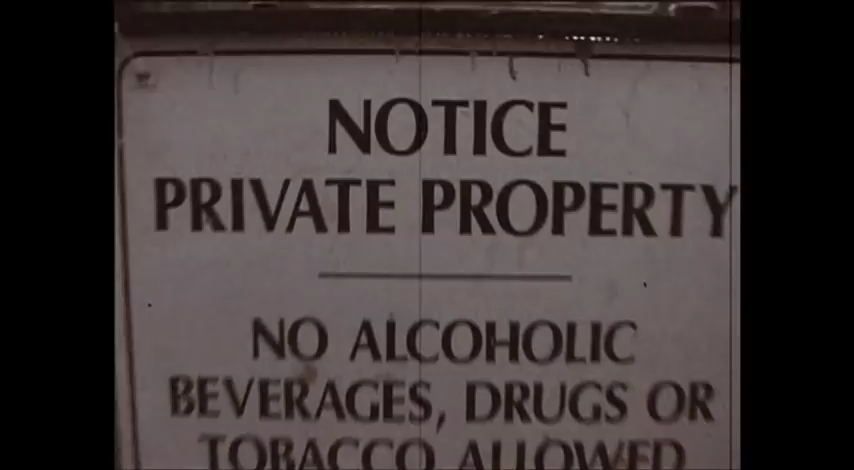 NOTICE
PRIVATE PROPERTY
NO ALCOHOLIC
BEVERAGES, DRUGS OR
TOBACCO ALLOWED